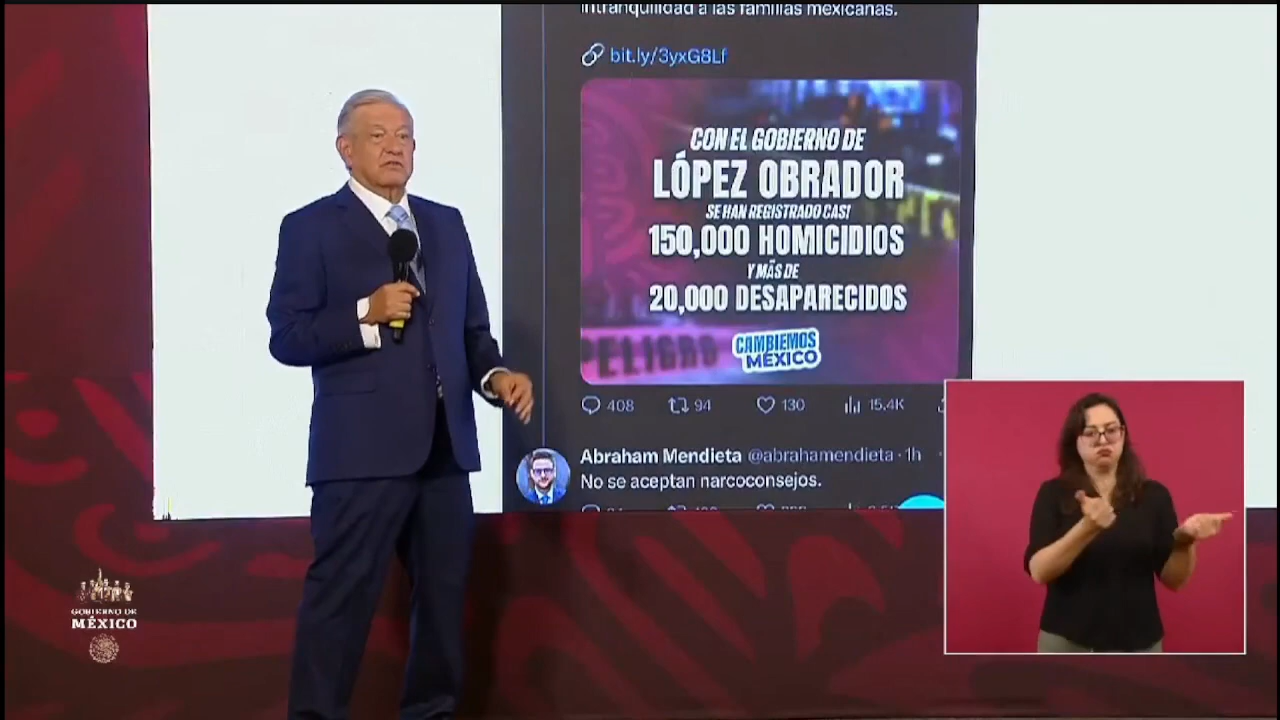 intranquilidad a las familias mexicanas.
bit.ly/3yxG8Lf
CON EL GOBIERNO DE
LÓPEZ OBRADOR
SE HAN REGISTRADO CASI
150,000 HOMICIDIOS
Y MÁS DE
20,000 DESAPARECIDOS
PELIGRO
CAMBIEMOS
MÉXICO
408 94 130 15.4K
Abraham Mendieta @abrahamendieta · 1h
No se aceptan narcoconsejos.
GOBIERNO DE
MÉXICO